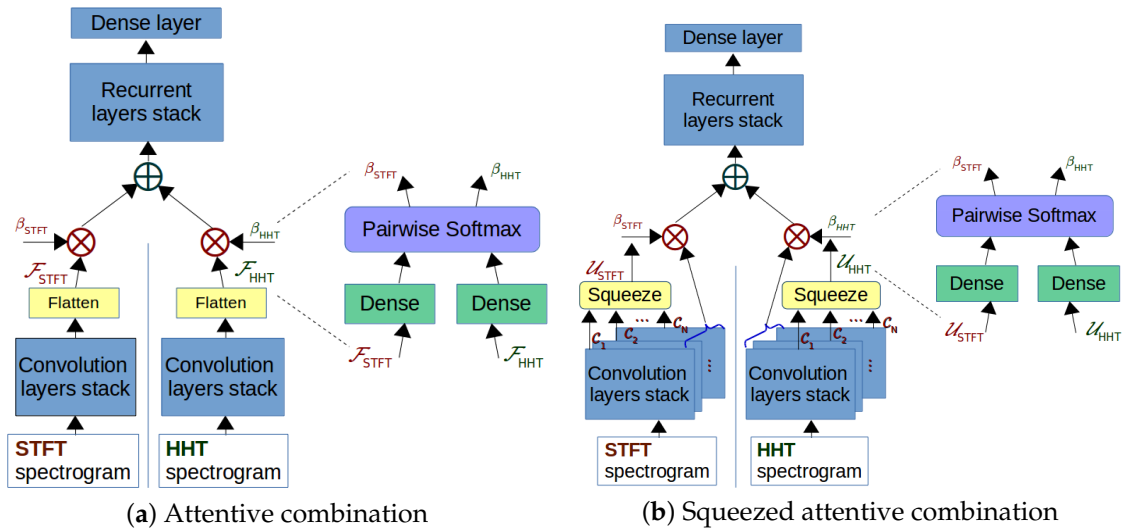 Dense layer
Recurrent
layers stack
β_STFT
β_HHT
Pairwise Softmax
β_STFT
β_HHT
ℱ_STFT
ℱ_HHT
Flatten
Flatten
Dense
Dense
ℱ_STFT
ℱ_HHT
Convolution
layers stack
Convolution
layers stack
STFT
spectrogram
HHT
spectrogram
(a) Attentive combination
Dense layer
Recurrent
layers stack
β_STFT
β_HHT
Pairwise Softmax
β_STFT
β_HHT
𝒰_STFT
𝒰_HHT
Squeeze
Squeeze
Dense
Dense
𝒰_STFT
𝒰_HHT
C_1
C_2
...
C_N
C_1
C_2
...
C_N
Convolution
layers stack
...
Convolution
layers stack
...
STFT
spectrogram
HHT
spectrogram
(b) Squeezed attentive combination